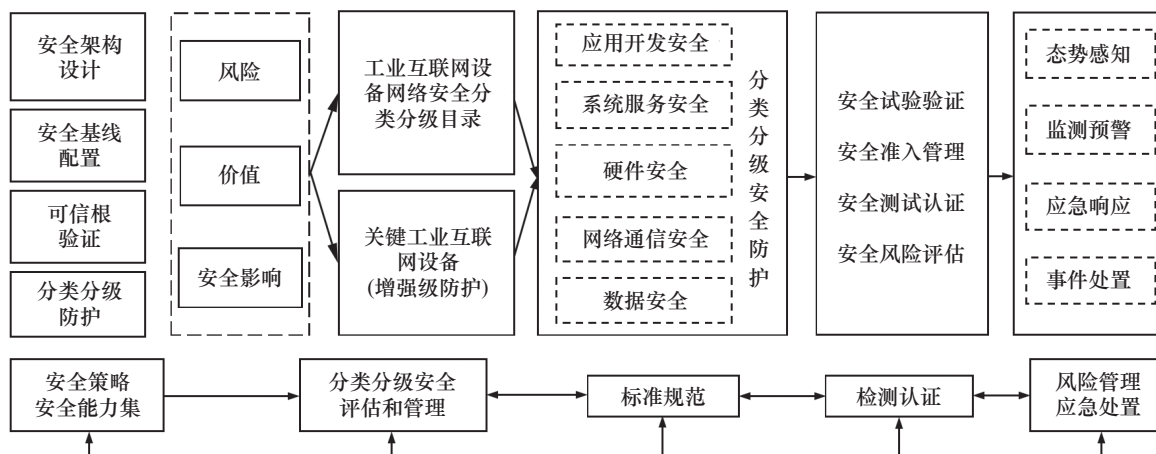 安全架构
设计
安全基线
配置
可信根
验证
分类分级
防护
风险
价值
安全影响
工业互联网设
备网络安全分
类分级目录
关键工业互联
网设备
(增强级防护)
应用开发安全
系统服务安全
硬件安全
网络通信安全
数据安全
分类分级安全防护
安全试验验证
安全准入管理
安全测试认证
安全风险评估
态势感知
监测预警
应急响应
事件处置
安全策略
安全能力集
分类分级安全
评估和管理
标准规范
检测认证
风险管理
应急处置